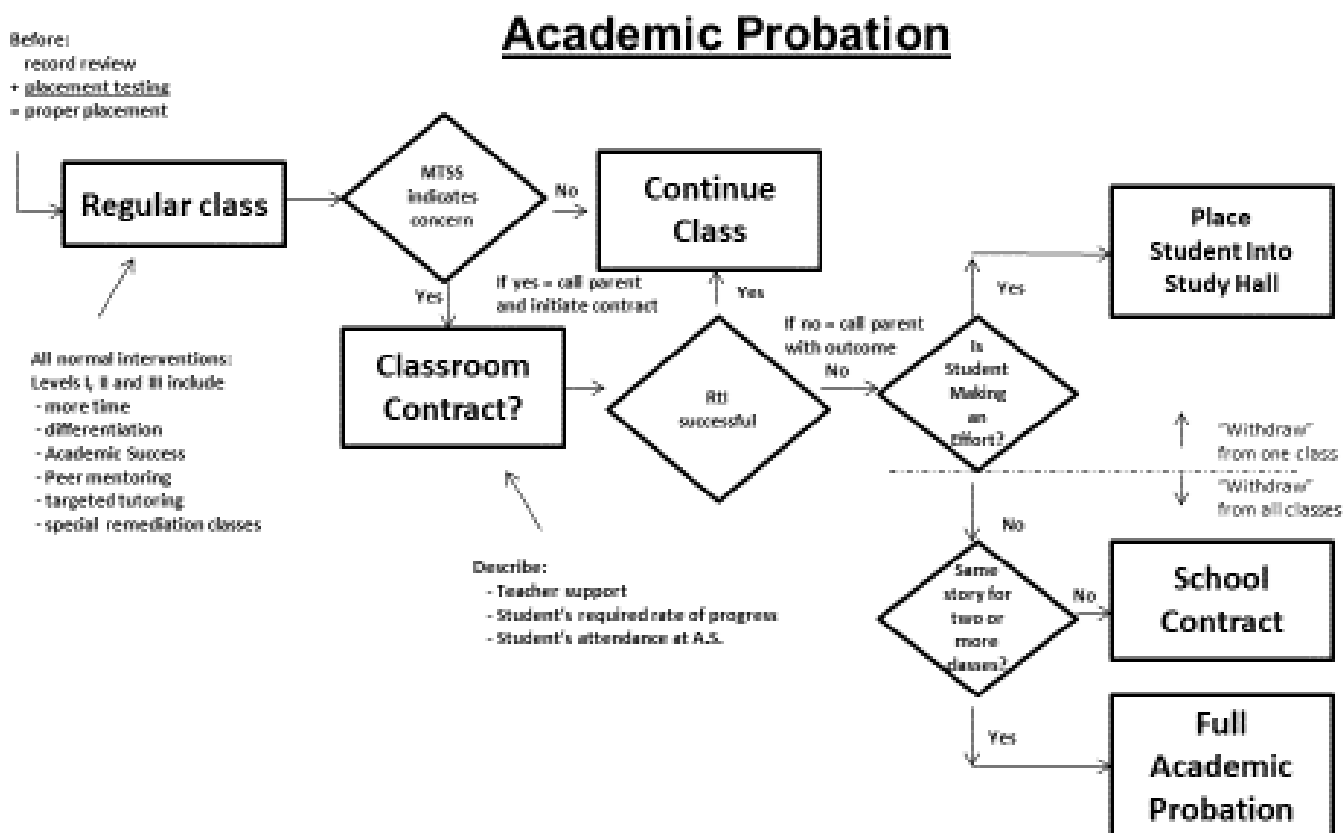 Academic Probation
Before:
record review
+ placement testing
= proper placement
Regular class
MTSS
indicates
concern
No
Continue
Class
Yes
If yes = call parent
and initiate contract
Yes
Place
Student Into
Study Hall
Yes
All normal interventions:
Levels I, II and III include
- more time
- differentiation
- Academic Success
- Peer mentoring
- targeted tutoring
- special remediation classes
Classroom
Contract?
RtI
successful
If no = call parent
with outcome
No
Is
Student
Making
an
Effort?
"Withdraw"
from one class
"Withdraw"
from all classes
No
Describe:
- Teacher support
- Student's required rate of progress
- Student's attendance at A.S.
Same
story for
two or
more
classes?
No
School
Contract
Yes
Full
Academic
Probation